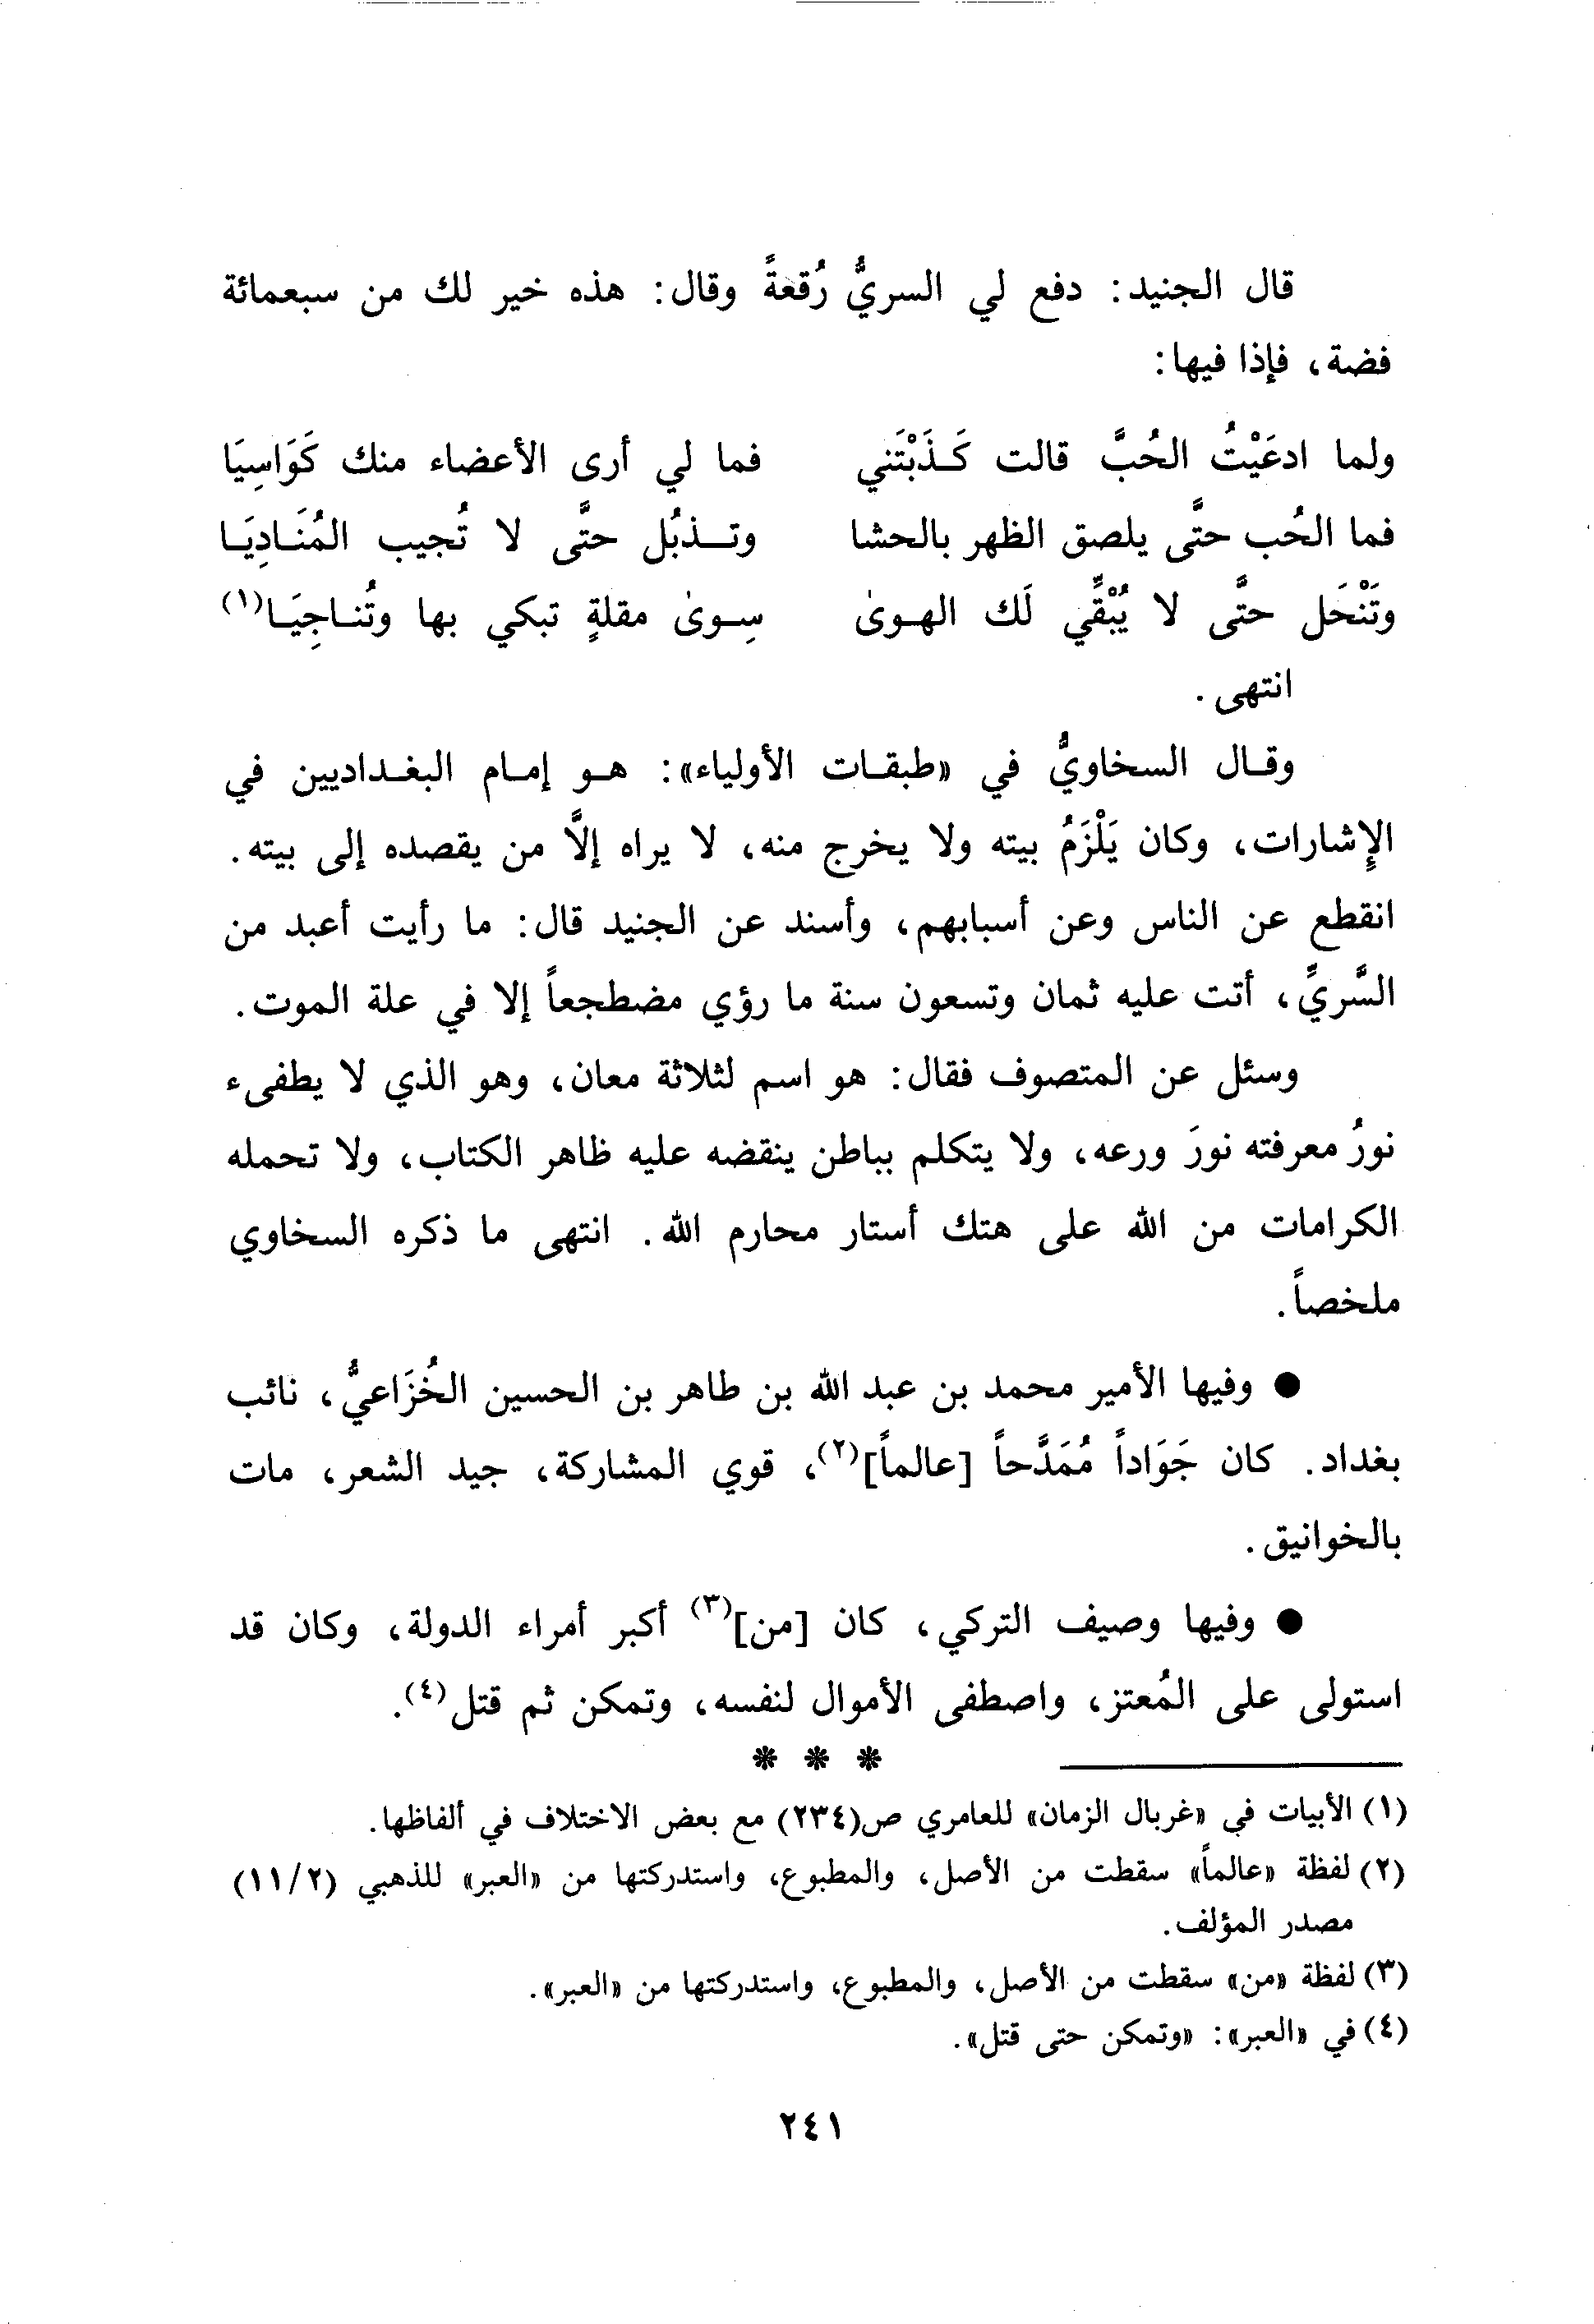 قال الجنيد: دفع لي السريُّ رُقعةً وقال: هذه خير لك من سبعمائة
فضة، فإذا فيها:
ولما ادعَيْتُ الحُبَّ قالت كَذَبْتَني فما لي أرى الأعضاء منك كَوَاسِيَا
فما الحُب حتَّى يلصق الظهر بالحشا وتذبُل حتَّى لا تُجيب المُنَادِيَا
وتَنْحَل حتَّى لا يُبْقِّي لَك الهوىٰ سِوىٰ مقلةٍ تبكي بها وتُناجِيَا(١)
انتهى.
وقال السخاويُّ في «طبقات الأولياء»: هو إمام البغداديين في
الإشارات، وكان يَلْزَمُ بيته ولا يخرج منه، لا يراه إلَّا من يقصده إلى بيته.
انقطع عن الناس وعن أسبابهم، وأسند عن الجنيد قال: ما رأيت أعبد من
السَّريِّ، أتت عليه ثمان وتسعون سنة ما رؤي مضطجعاً إلا في علة الموت.
وسئل عن المتصوف فقال: هو اسم لثلاثة معان، وهو الذي لا يطفىء
نورُ معرفته نورَ ورعه، ولا يتكلم بباطن ينقضه عليه ظاهر الكتاب، ولا تحمله
الكرامات من الله على هتك أستار محارم الله. انتهى ما ذكره السخاوي
ملخصاً.
● وفيها الأمير محمد بن عبد الله بن طاهر بن الحسين الخُزَاعيُّ، نائب
بغداد. كان جَوَاداً مُمَدَّحاً [عالماً](٢)، قوي المشاركة، جيد الشعر، مات
بالخوانيق.
● وفيها وصيف التركي، كان [من](٣) أكبر أمراء الدولة، وكان قد
استولى على المُعتز، واصطفى الأموال لنفسه، وتمكن ثم قتل(٤).
* * *
(١) الأبيات في «غربال الزمان» للعامري ص(٢٣٤) مع بعض الاختلاف في ألفاظها.
(٢) لفظة «عالماً» سقطت من الأصل، والمطبوع، واستدركتها من «العبر» للذهبي (١١/٢)
مصدر المؤلف.
(٣) لفظة «من» سقطت من الأصل، والمطبوع، واستدركتها من «العبر».
(٤) في «العبر»: «وتمكن حتى قتل».
٢٤١